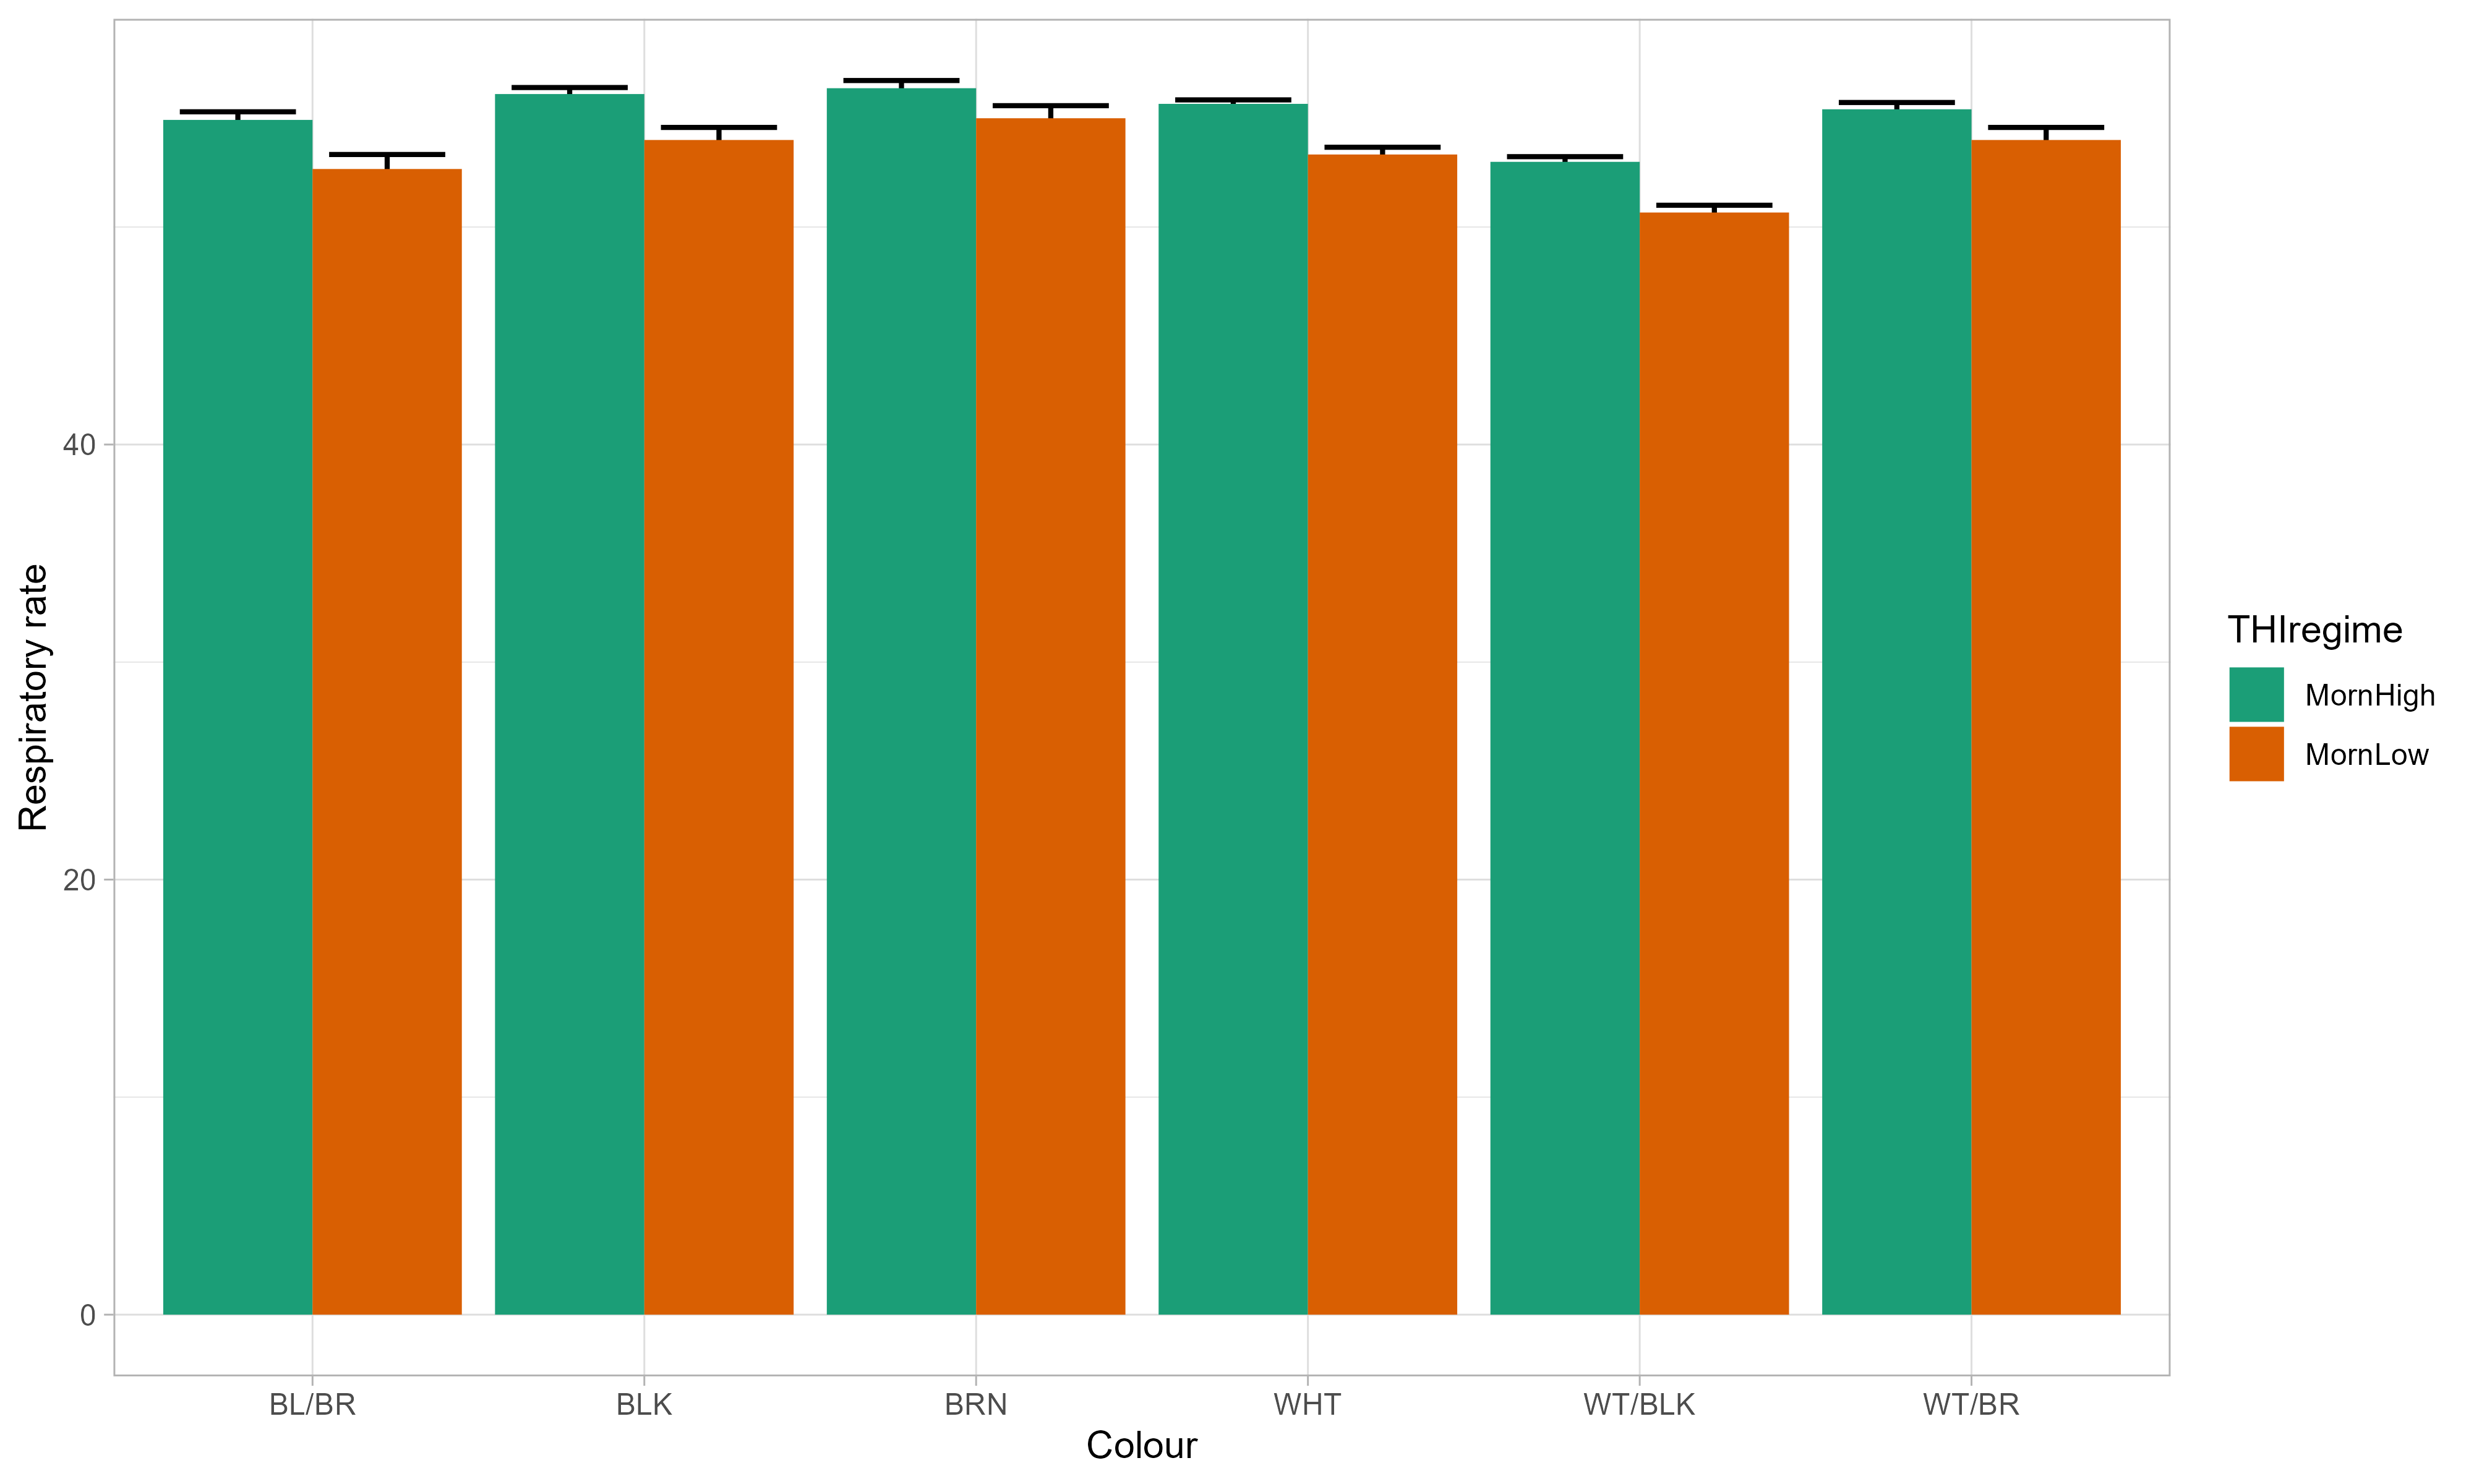 40
20
0
Respiratory rate
BL/BR
BLK
BRN
WHT
WT/BLK
WT/BR
Colour
THIregime
MornHigh
MornLow